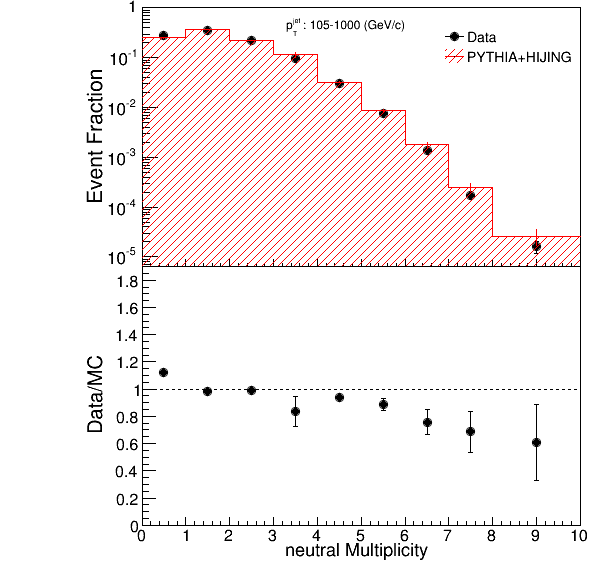 p_T^jet : 105-1000 (GeV/c)
Data
PYTHIA+HIJING
Event Fraction
1
10^-1
10^-2
10^-3
10^-4
10^-5
Data/MC
1.8
1.6
1.4
1.2
1
0.8
0.6
0.4
0.2
0
0 1 2 3 4 5 6 7 8 9 10
neutral Multiplicity